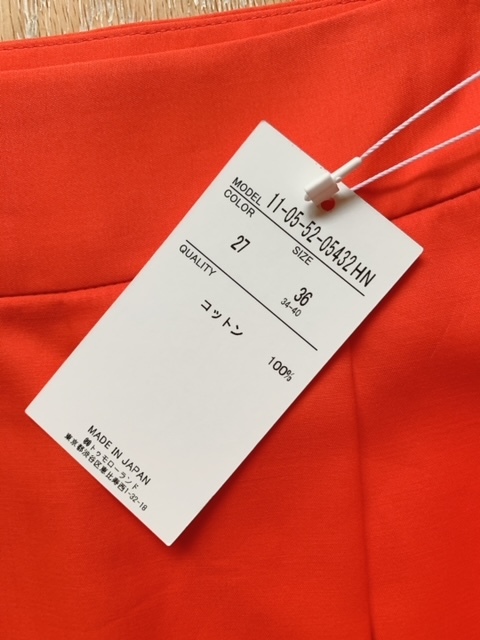 MODEL 11-05-52-05432HN
COLOR SIZE
27 36
34-40
QUALITY
コットン 100%
MADE IN JAPAN
㈱トゥモローランド
東京都渋谷区恵比寿西1-32-18